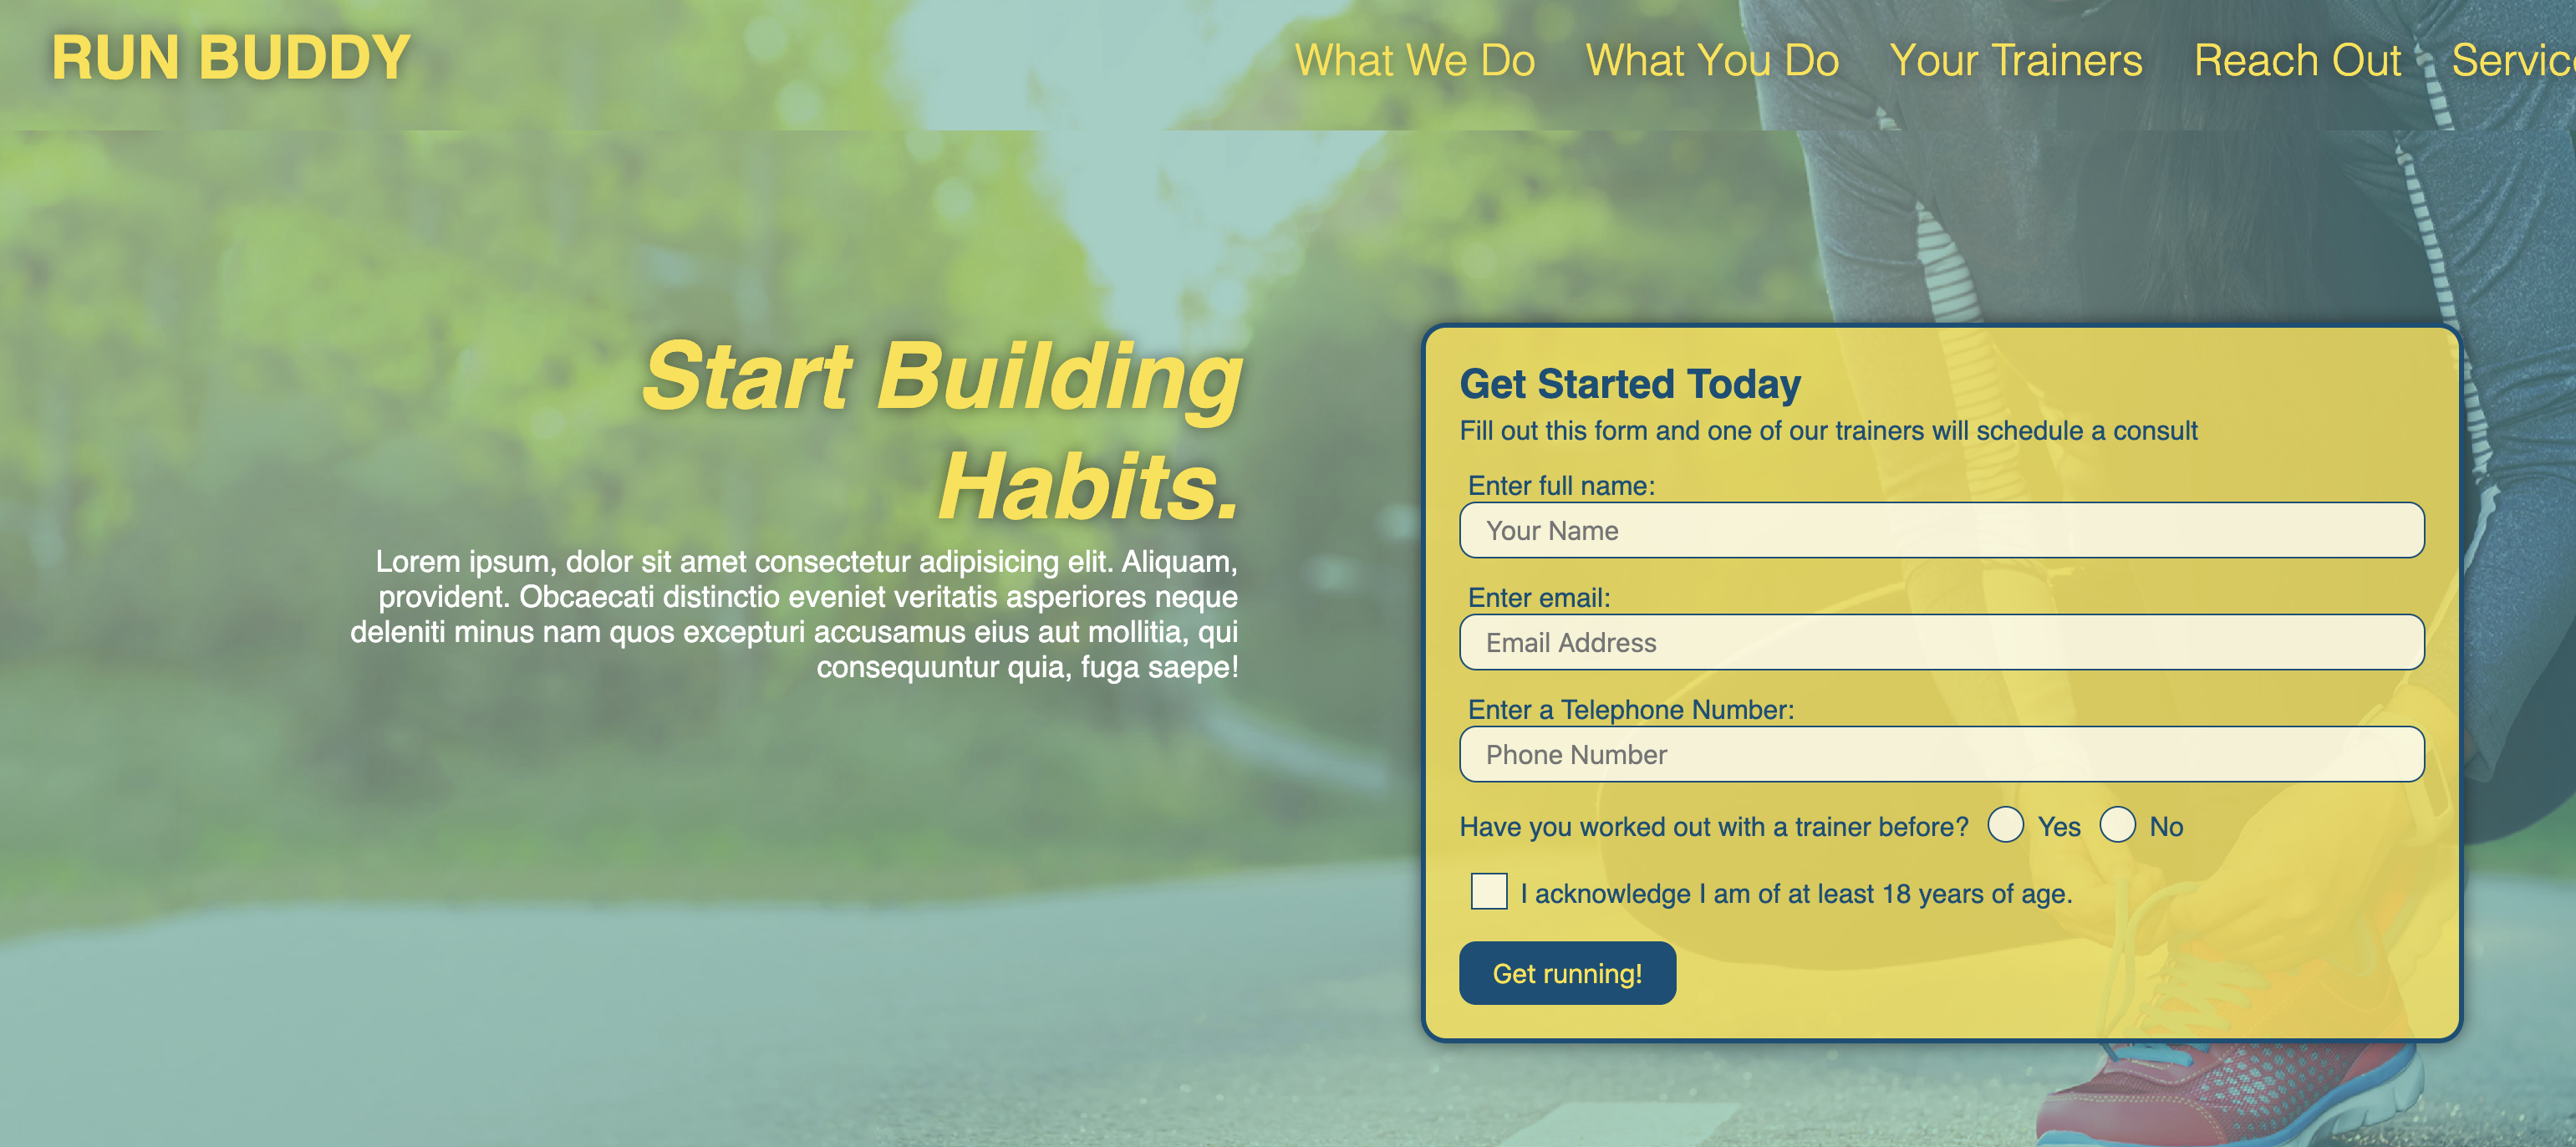 RUN BUDDY
What We Do What You Do Your Trainers Reach Out
Start Building
Habits.
Lorem ipsum, dolor sit amet consectetur adipisicing elit. Aliquam,
provident. Obcaecati distinctio eveniet veritatis asperiores neque
deleniti minus nam quos excepturi accusamus eius aut mollitia, qui
consequuntur quia, fuga saepe!
Get Started Today
Fill out this form and one of our trainers will schedule a consult
Enter full name:
Your Name
Enter email:
Email Address
Enter a Telephone Number:
Phone Number
Have you worked out with a trainer before? Yes No
I acknowledge I am of at least 18 years of age.
Get running!